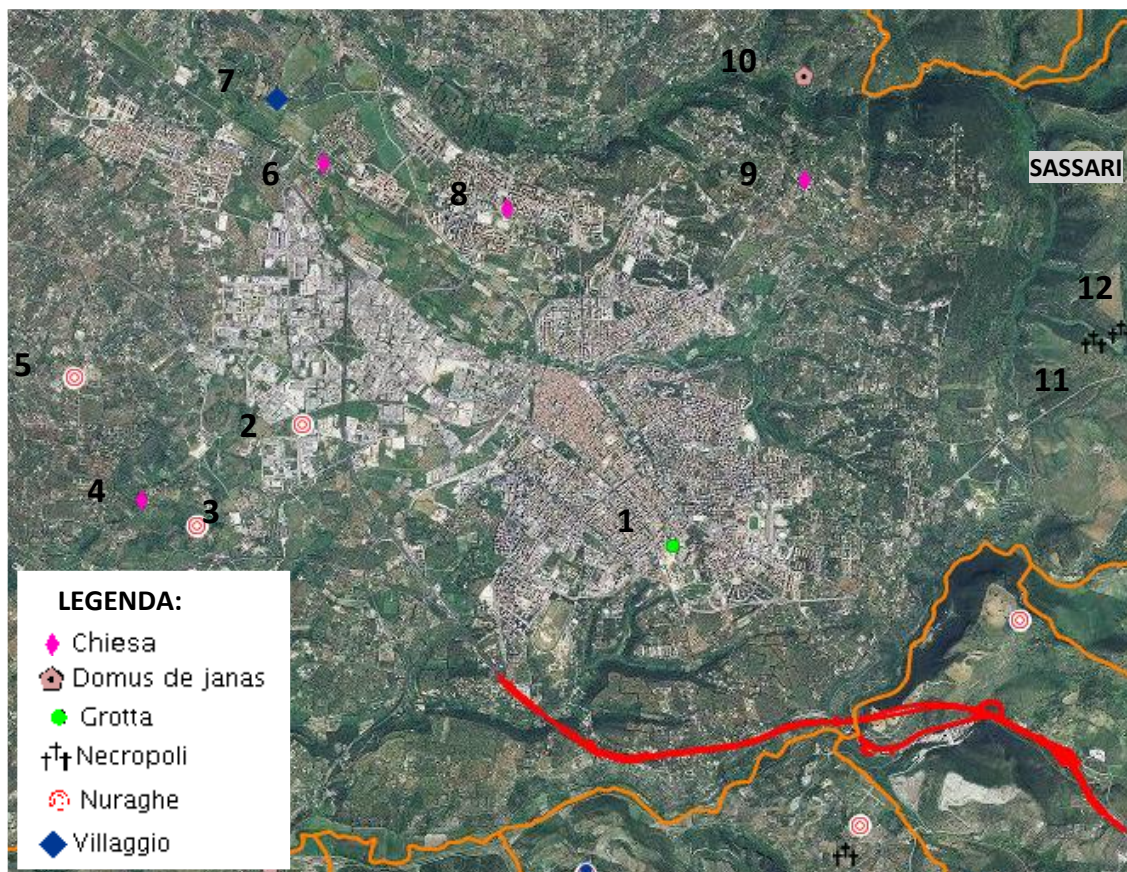 10
7
SASSARI
6
9
8
12
5
11
2
4
3
1
LEGENDA:
Chiesa
Domus de janas
Grotta
Necropoli
Nuraghe
Villaggio